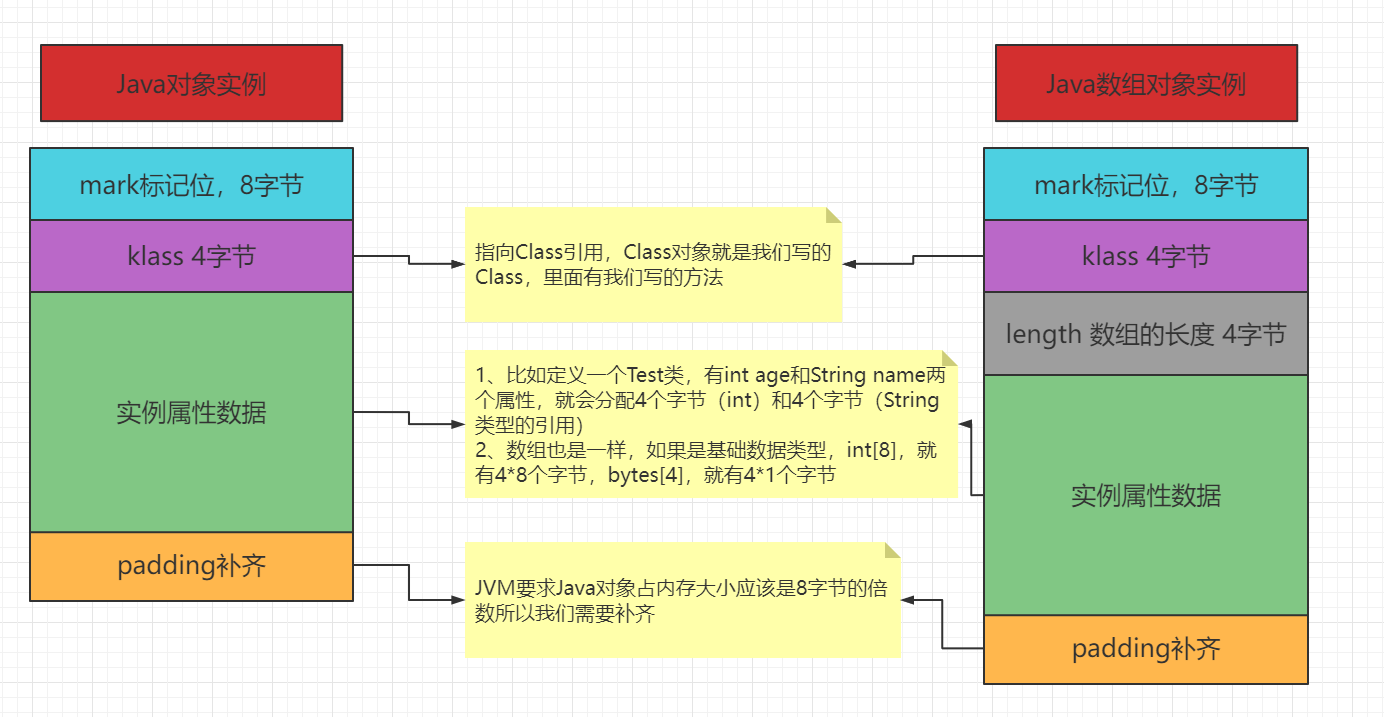 Java对象实例
mark标记位，8字节
klass 4字节
实例属性数据
padding补齐
指向Class引用，Class对象就是我们写的
Class，里面有我们写的方法
1、比如定义一个Test类，有int age和String name两
个属性，就会分配4个字节（int）和4个字节（String
类型的引用）
2、数组也是一样，如果是基础数据类型，int[8]，就
有4*8个字节，bytes[4]，就有4*1个字节
JVM要求Java对象占内存大小应该是8字节的倍
数所以我们需要补齐
Java数组对象实例
mark标记位，8字节
klass 4字节
length 数组的长度 4字节
实例属性数据
padding补齐